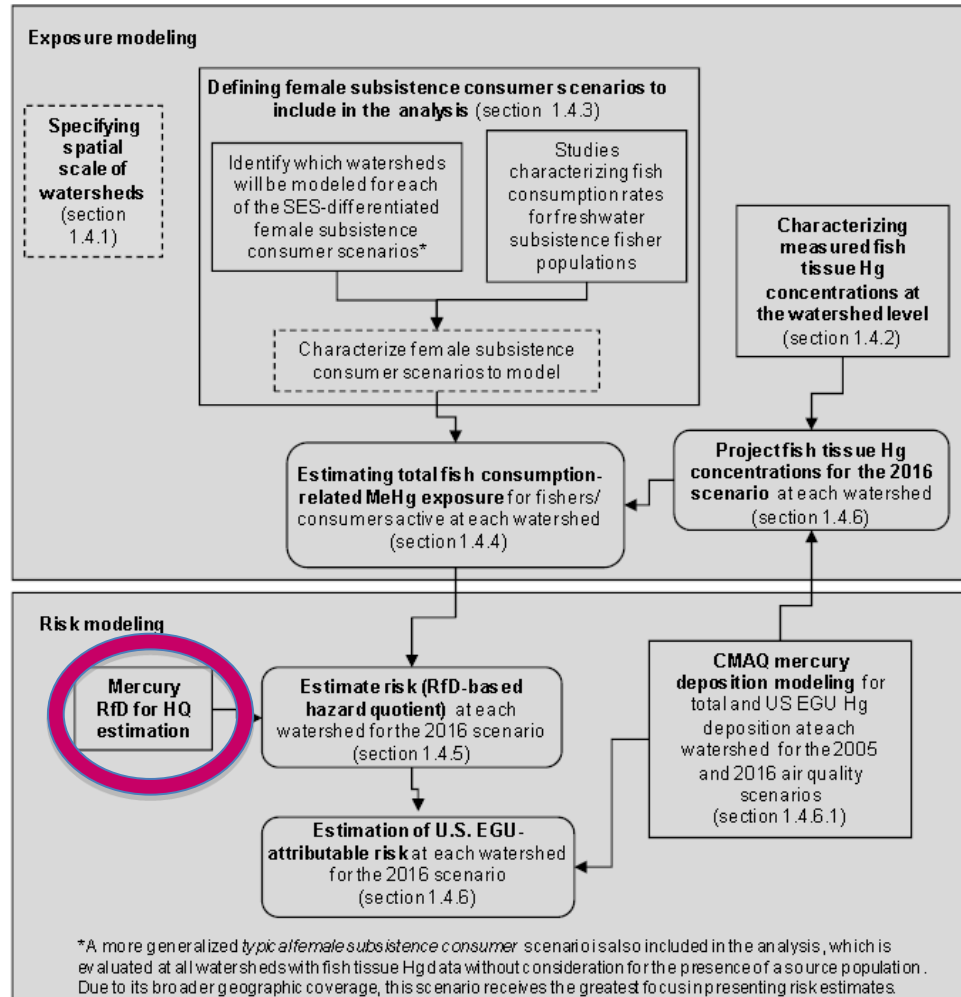 Exposure modeling
Specifying
spatial
scale of
watersheds
(section
1.4.1)
Defining female subsistence consumer scenarios to
include in the analysis (section 1.4.3)
Identify which watersheds
will be modeled for each
of the SES-differentiated
female subsistence
consumer scenarios*
Studies
characterizing fish
consumption rates
for freshwater
subsistence fisher
populations
Characterize female subsistence
consumer scenarios to model
Characterizing
measured fish
tissue Hg
concentrations at
the watershed level
(section 1.4.2)
Estimating total fish consumption-
related MeHg exposure for fishers/
consumers active at each watershed
(section 1.4.4)
Project fish tissue Hg
concentrations for the 2016
scenario at each watershed
(section 1.4.6)
Risk modeling
Mercury
RfD for HQ
estimation
Estimate risk (RfD-based
hazard quotient) at each
watershed for the 2016 scenario
(section 1.4.5)
CMAQ mercury
deposition modeling for
total and US EGU Hg
deposition at each
watershed for the 2005
and 2016 air quality
scenarios
(section 1.4.6.1)
Estimation of U.S. EGU-
attributable risk at each watershed
for the 2016 scenario
(section 1.4.6)
*A more generalized typical female subsistence consumer scenario is also included in the analysis, which is
evaluated at all watersheds with fish tissue Hg data without consideration for the presence of a source population.
Due to its broader geographic coverage, this scenario receives the greatest focus in presenting risk estimates.